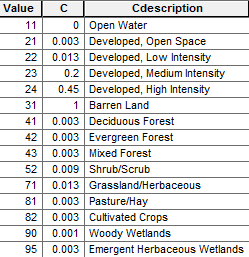 Value C Cdescription
11 0 Open Water
21 0.003 Developed, Open Space
22 0.013 Developed, Low Intensity
23 0.2 Developed, Medium Intensity
24 0.45 Developed, High Intensity
31 1 Barren Land
41 0.003 Deciduous Forest
42 0.003 Evergreen Forest
43 0.003 Mixed Forest
52 0.009 Shrub/Scrub
71 0.013 Grassland/Herbaceous
81 0.003 Pasture/Hay
82 0.003 Cultivated Crops
90 0.001 Woody Wetlands
95 0.003 Emergent Herbaceous Wetlands